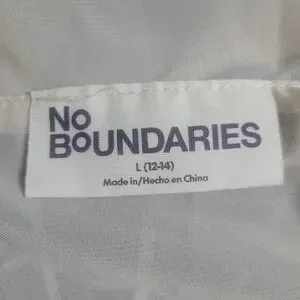 No
BOUNDARIES
L (12-14)
Made in/Hecho en China